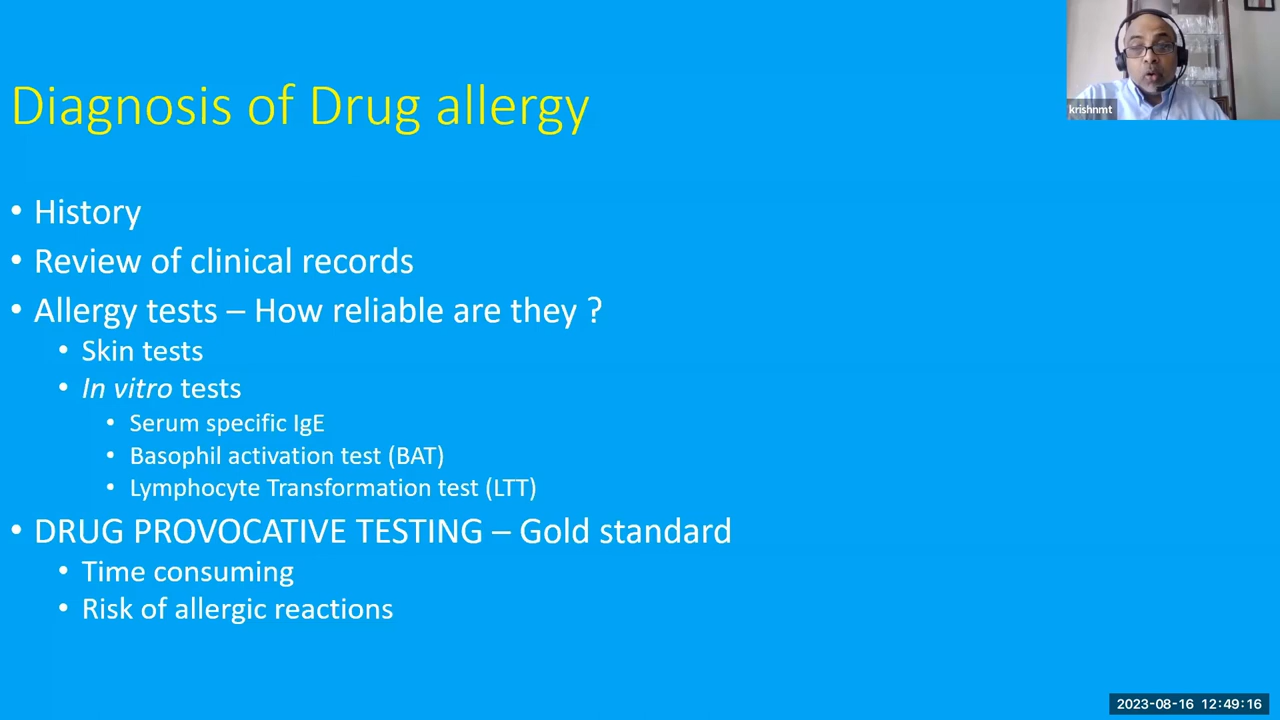 krishnmt
Diagnosis of Drug allergy
• History
• Review of clinical records
• Allergy tests – How reliable are they ?
• Skin tests
• In vitro tests
• Serum specific IgE
• Basophil activation test (BAT)
• Lymphocyte Transformation test (LTT)
• DRUG PROVOCATIVE TESTING – Gold standard
• Time consuming
• Risk of allergic reactions
2023-08-16 12:49:16